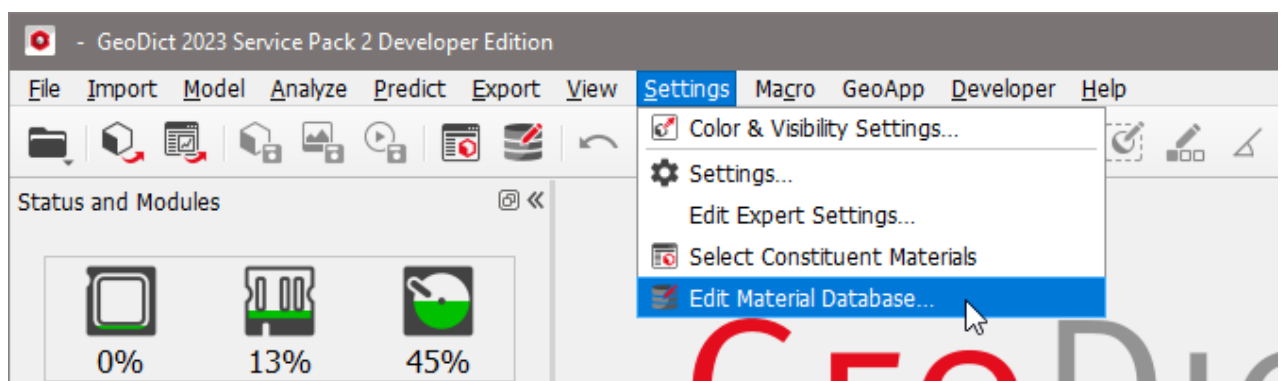 - GeoDict 2023 Service Pack 2 Developer Edition
File Import Model Analyze Predict Export View Settings Macro GeoApp Developer Help
Color & Visibility Settings...
Settings...
Status and Modules
Edit Expert Settings...
Select Constituent Materials
Edit Material Database...
0% 13% 45%